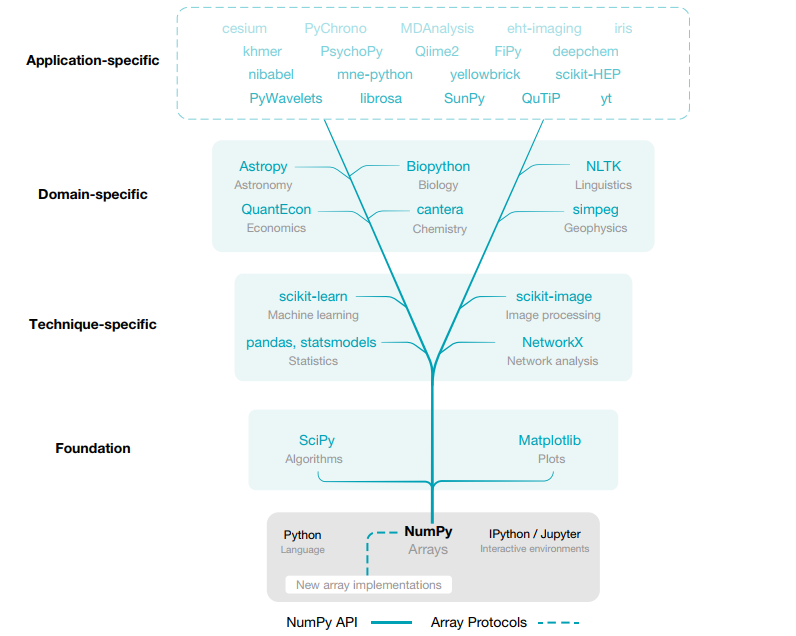 cesium PyChrono MDAnalysis eht-imaging iris
khmer PsychoPy Qiime2 FiPy deepchem
Application-specific
nibabel mne-python yellowbrick scikit-HEP
PyWavelets librosa SunPy QuTiP yt
Astropy Biopython NLTK
Astronomy Biology Linguistics
Domain-specific
QuantEcon cantera simpeg
Economics Chemistry Geophysics
scikit-learn scikit-image
Machine learning Image processing
Technique-specific
pandas, statsmodels NetworkX
Statistics Network analysis
SciPy Matplotlib
Foundation
Algorithms Plots
Python NumPy IPython / Jupyter
Language Arrays Interactive environments
New array implementations
NumPy API Array Protocols